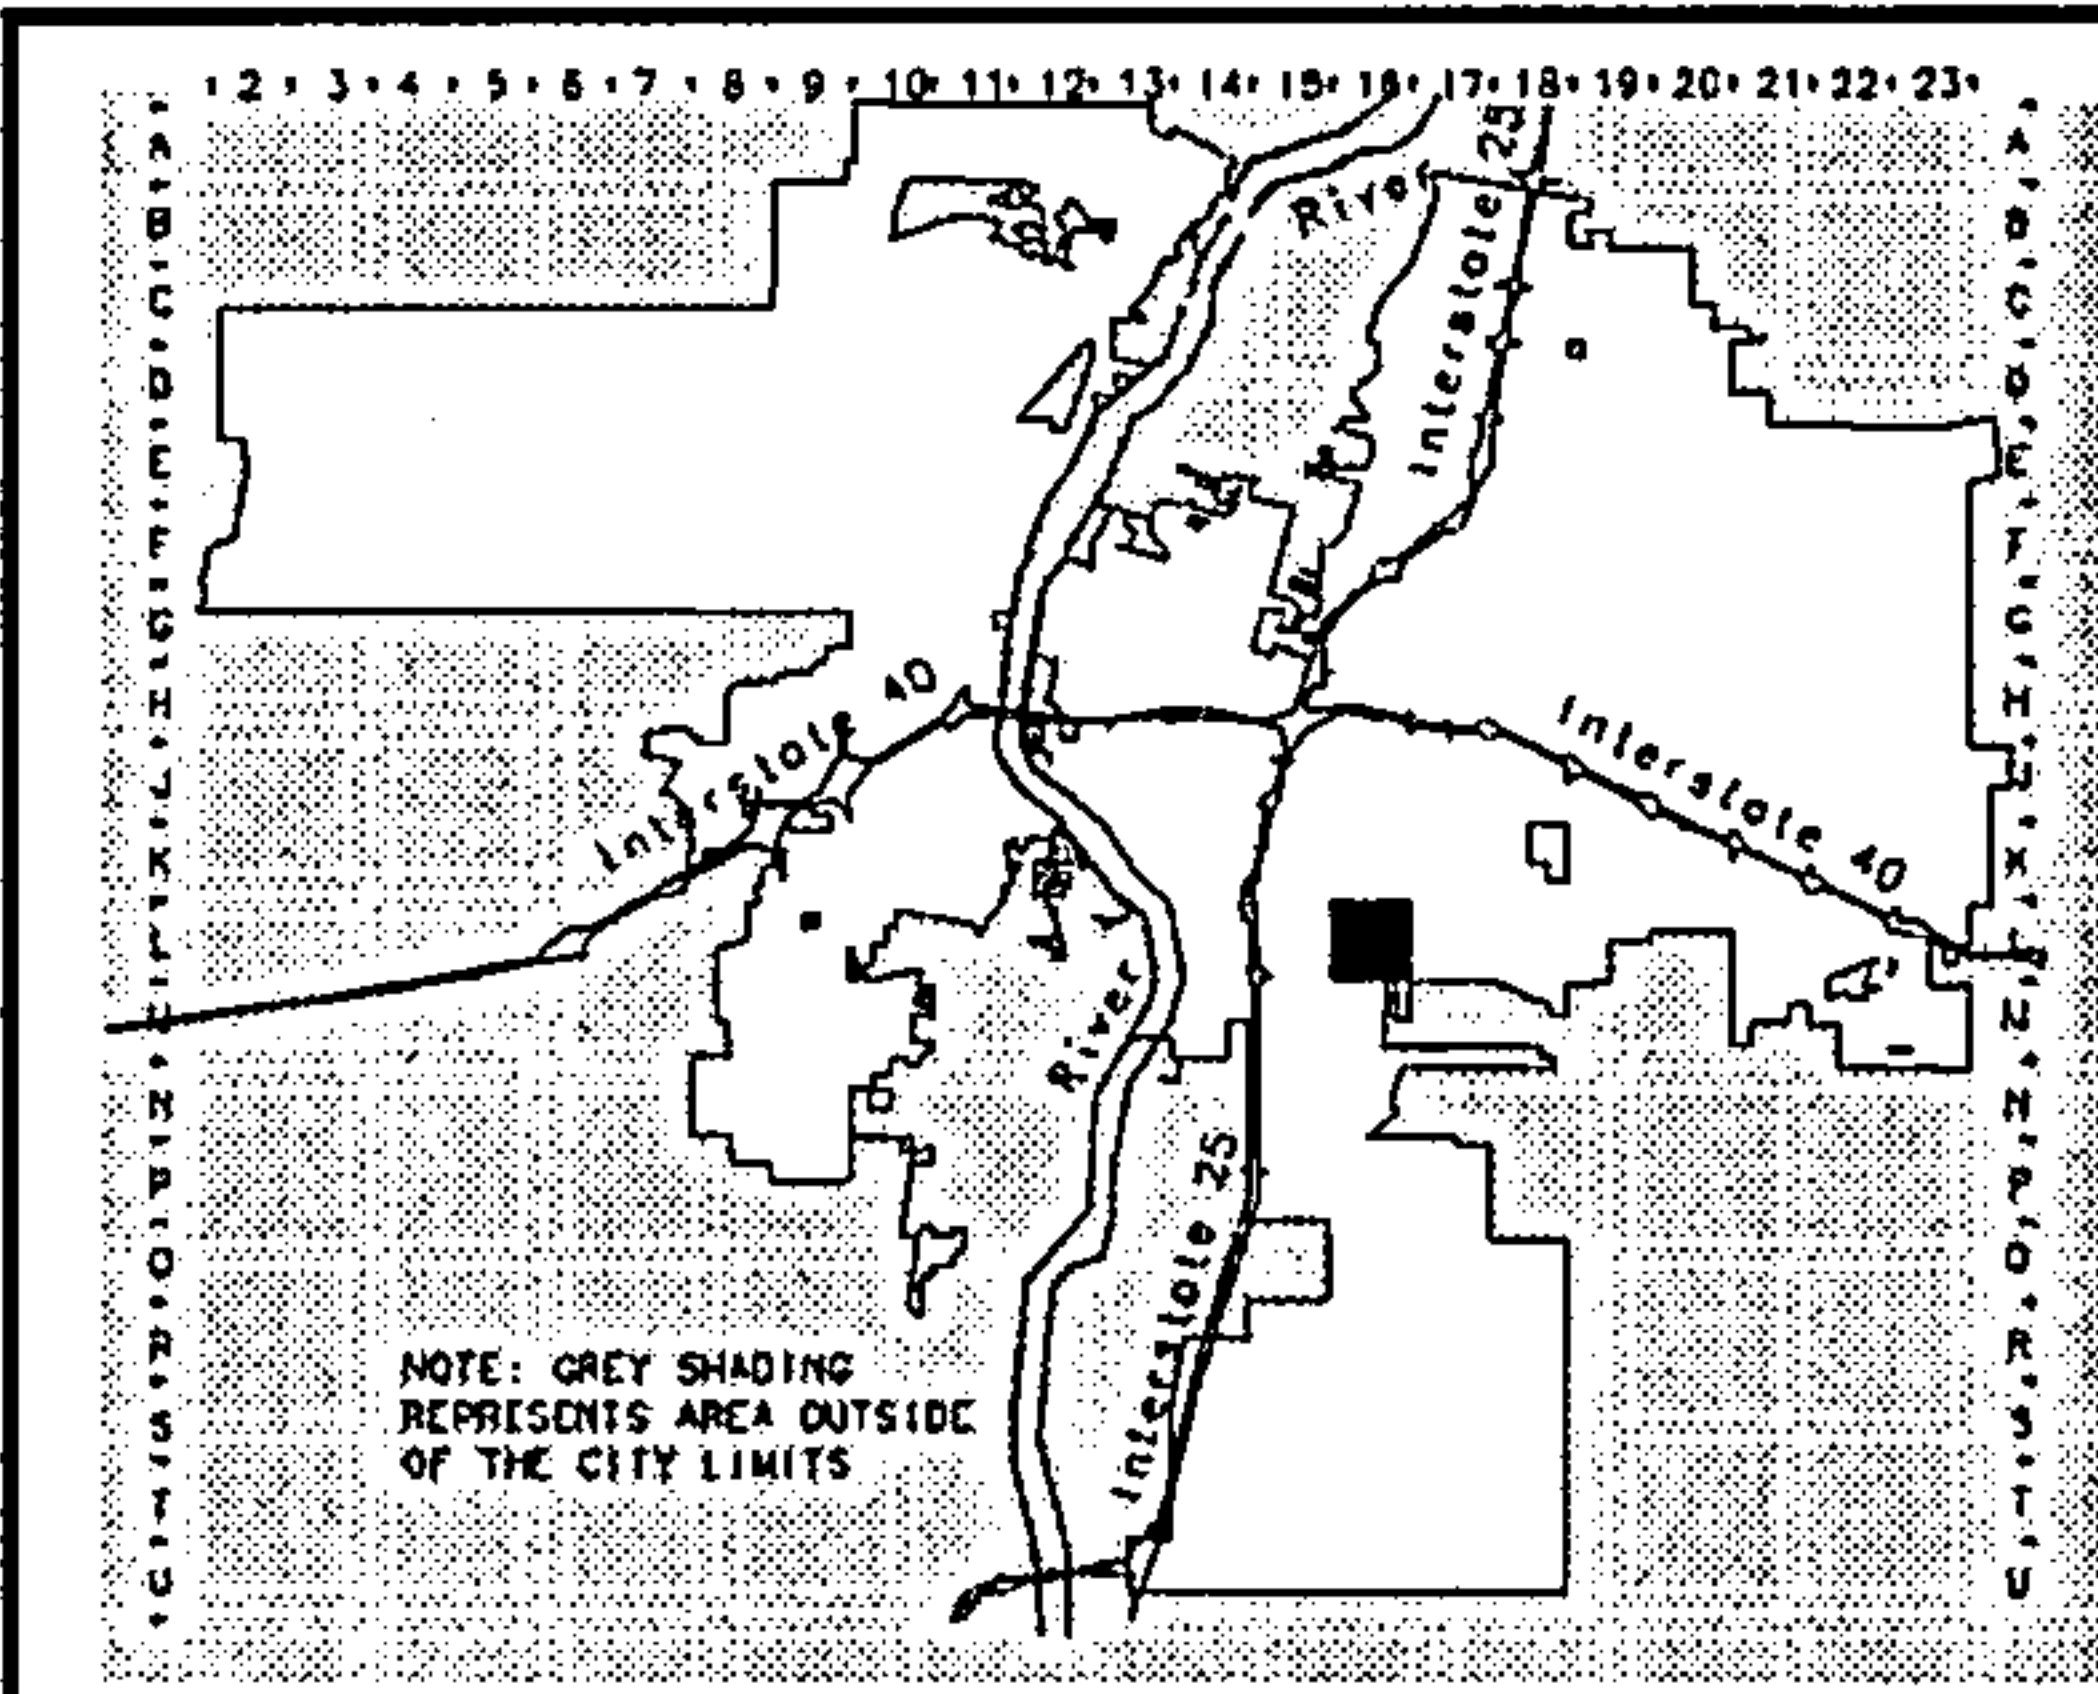 2 3 4 5 6 7 8 9 10 11 12 13 14 15 16 17 18 19 20 21 22 23
A A
B B
C C
D D
E E
F F
G G
H H
J J
K K
L L
M M
N N
P P
Q Q
R R
S S
T T
U U
Interstate 25
River
Interstate 40
Interstate 40
River
Interstate 25
NOTE: GREY SHADING
REPRESENTS AREA OUTSIDE
OF THE CITY LIMITS